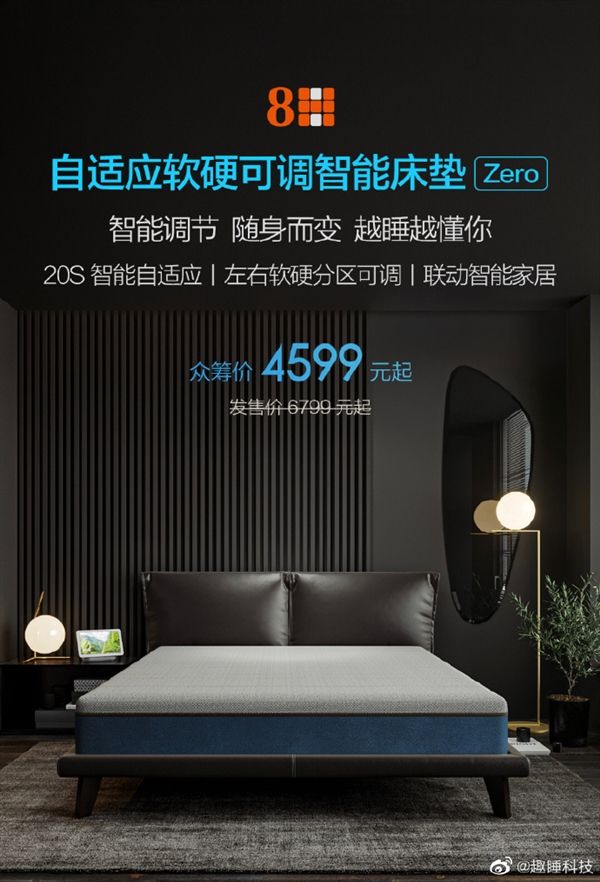 8H
自适应软硬可调智能床垫 Zero
智能调节 随身而变 越睡越懂你
20S 智能自适应丨左右软硬分区可调丨联动智能家居
众筹价 4599 元起
发售价 6799 元起
@趣睡科技